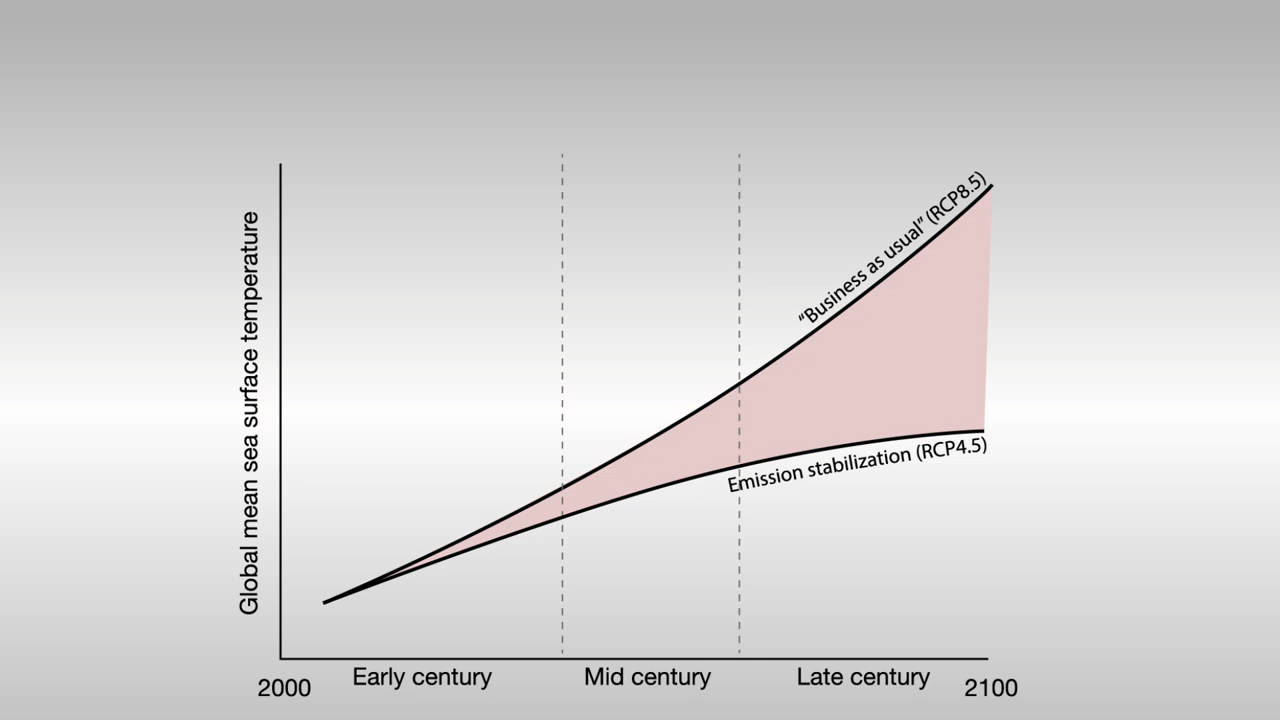 Global mean sea surface temperature
“Business as usual” (RCP8.5)
Emission stabilization (RCP4.5)
Early century
Mid century
Late century
2000
2100